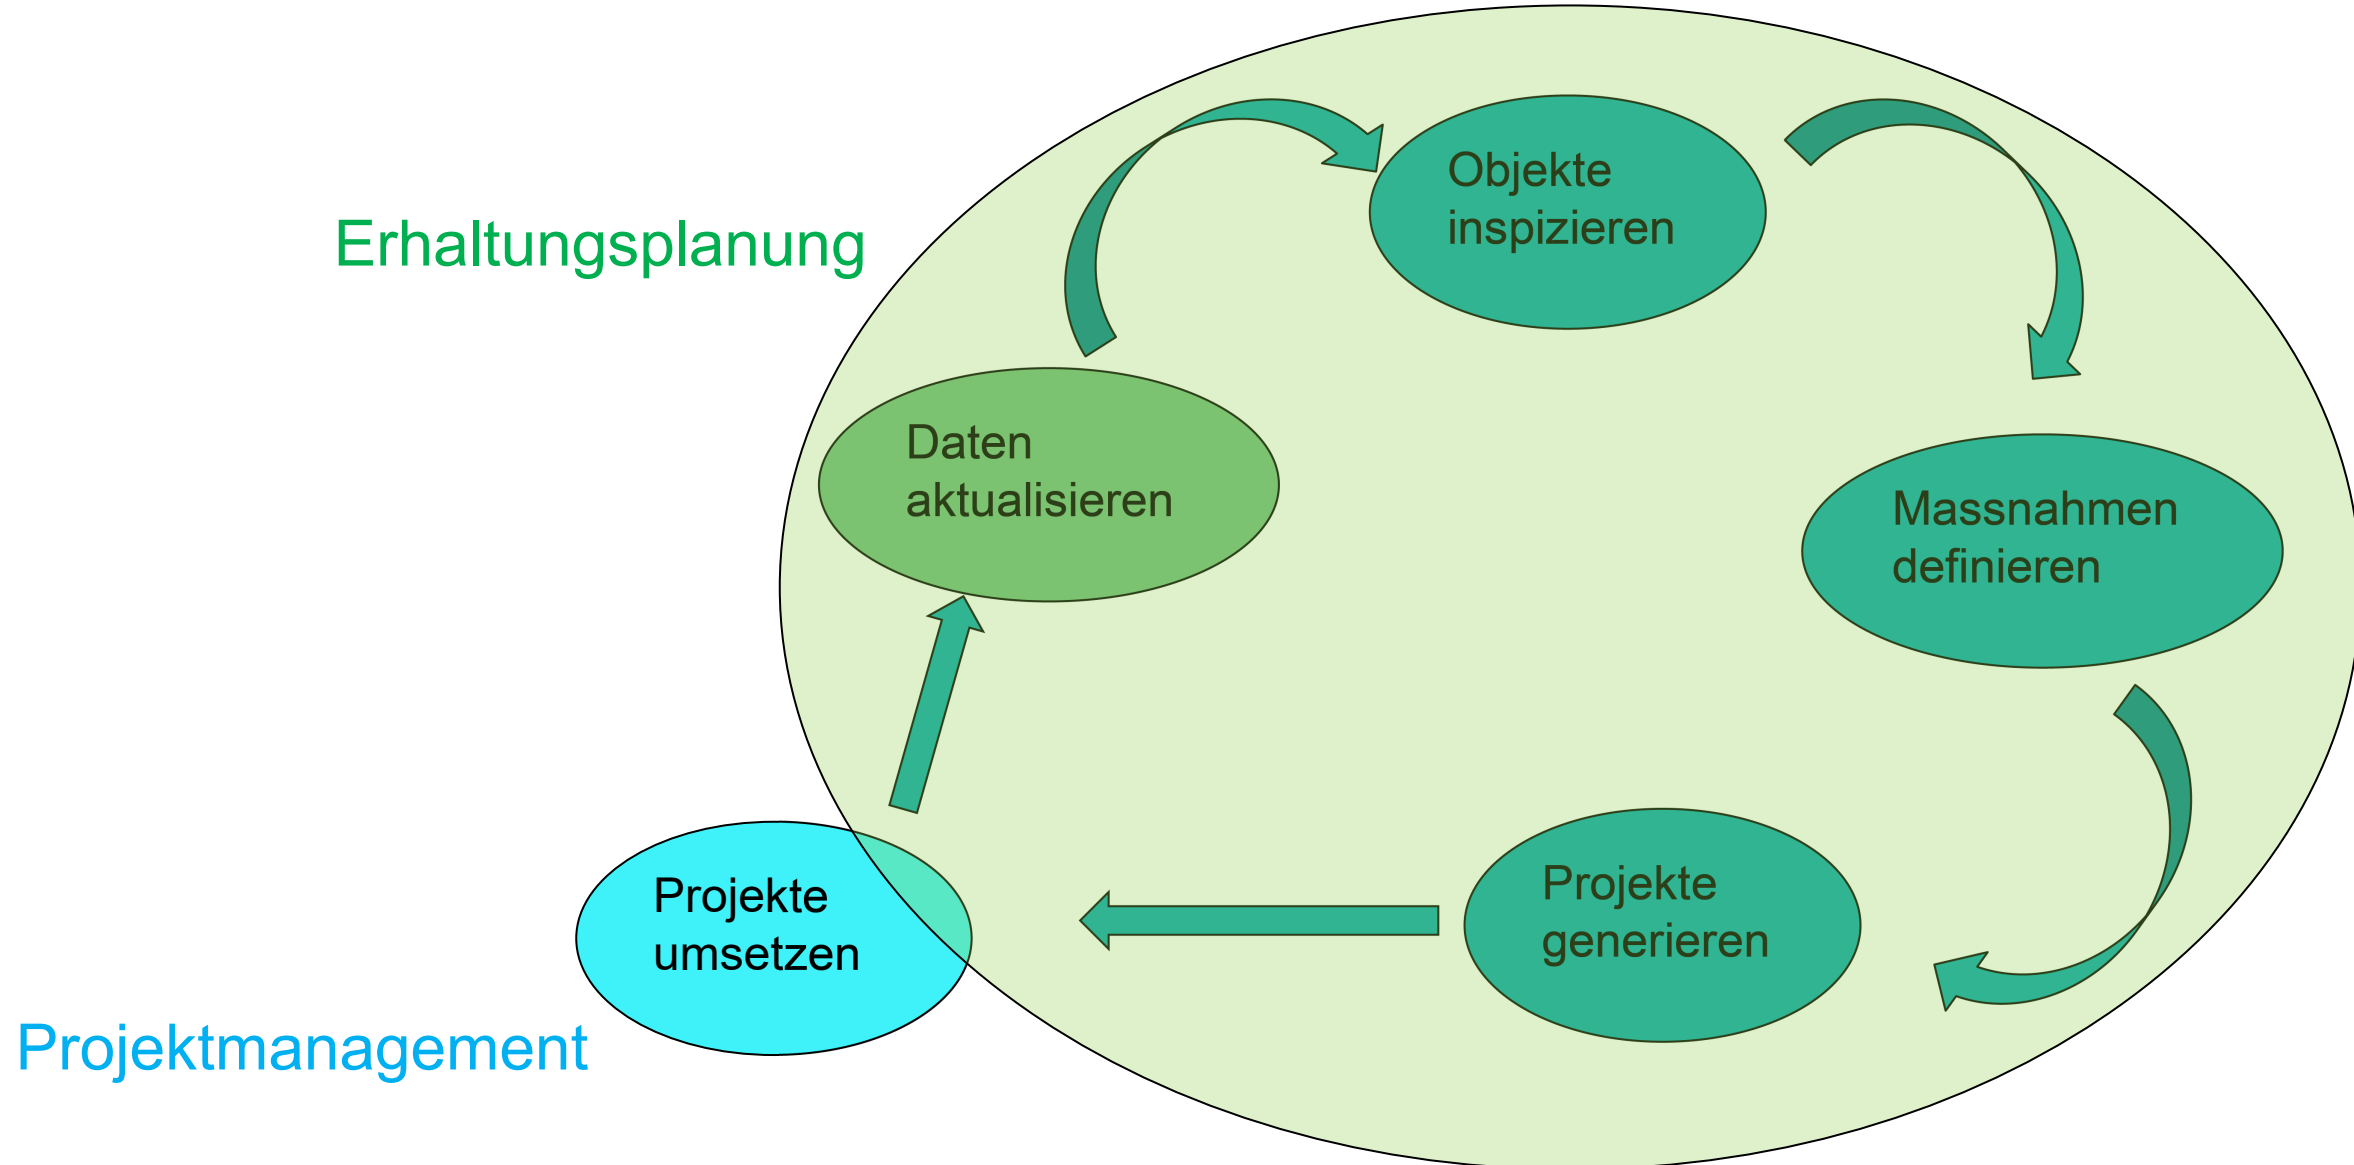 Objekte
inspizieren
Erhaltungsplanung
Daten
aktualisieren
Massnahmen
definieren
Projekte
generieren
Projekte
umsetzen
Projektmanagement